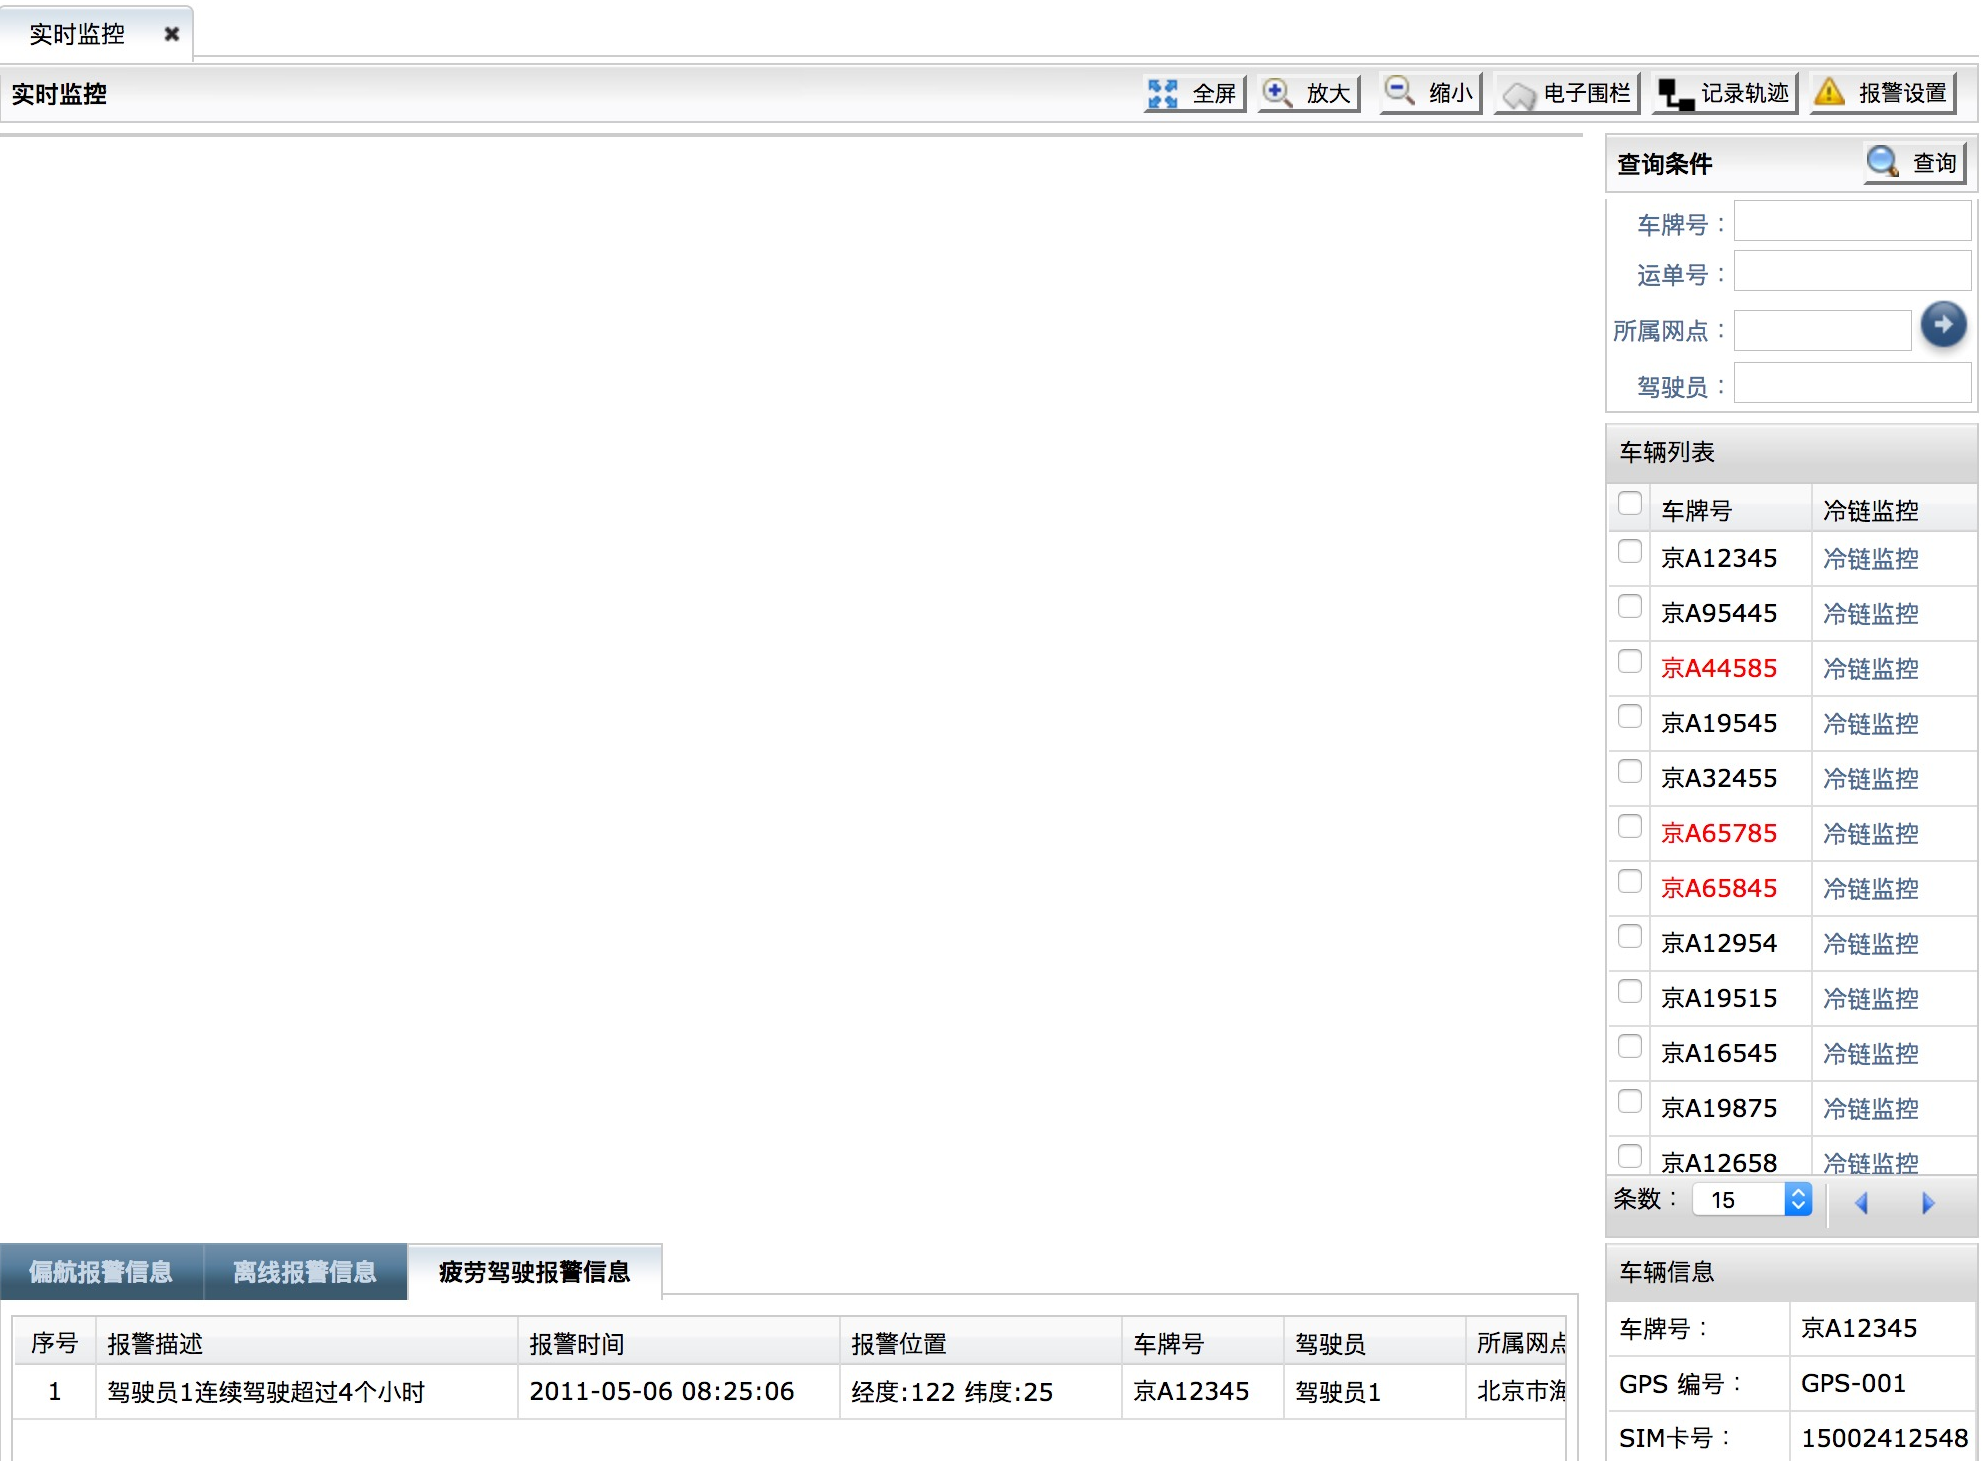 实时监控
实时监控
全屏 放大 缩小 电子围栏 记录轨迹 报警设置
查询条件 查询
车牌号：
运单号：
所属网点：
驾驶员：
车辆列表
车牌号 冷链监控
京A12345 冷链监控
京A95445 冷链监控
京A44585 冷链监控
京A19545 冷链监控
京A32455 冷链监控
京A65785 冷链监控
京A65845 冷链监控
京A12954 冷链监控
京A19515 冷链监控
京A16545 冷链监控
京A19875 冷链监控
京A12658 冷链监控
条数： 15
偏航报警信息 离线报警信息 疲劳驾驶报警信息
序号 报警描述 报警时间 报警位置 车牌号 驾驶员 所属网点
1 驾驶员1连续驾驶超过4个小时 2011-05-06 08:25:06 经度:122 纬度:25 京A12345 驾驶员1 北京市海
车辆信息
车牌号： 京A12345
GPS 编号： GPS-001
SIM卡号： 15002412548